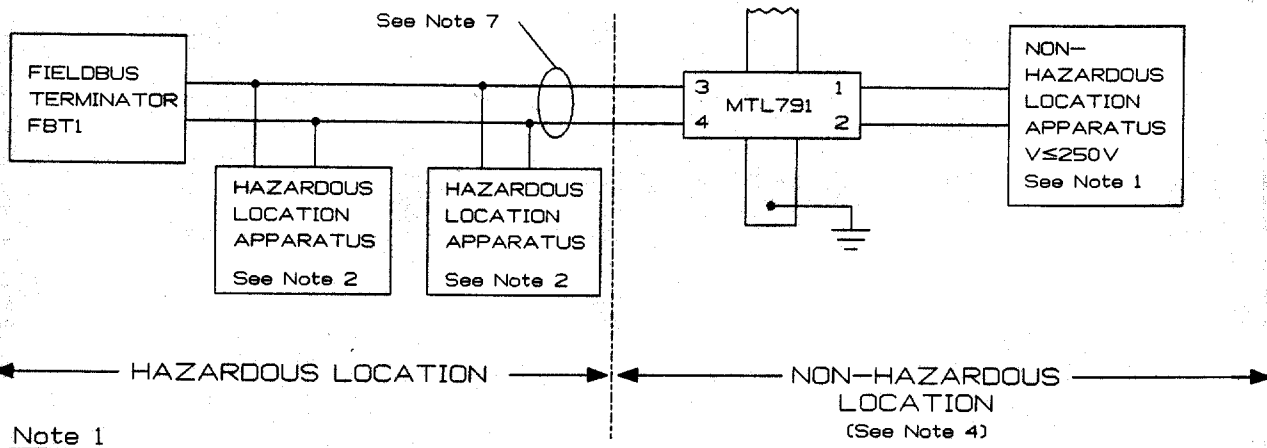 See Note 7
FIELDBUS
TERMINATOR
FBT1
3
1
MTL791
4
2
NON-
HAZARDOUS
LOCATION
APPARATUS
V≤250V
See Note 1
HAZARDOUS
LOCATION
APPARATUS
See Note 2
HAZARDOUS
LOCATION
APPARATUS
See Note 2
HAZARDOUS LOCATION
NON-HAZARDOUS
LOCATION
(See Note 4)
Note 1